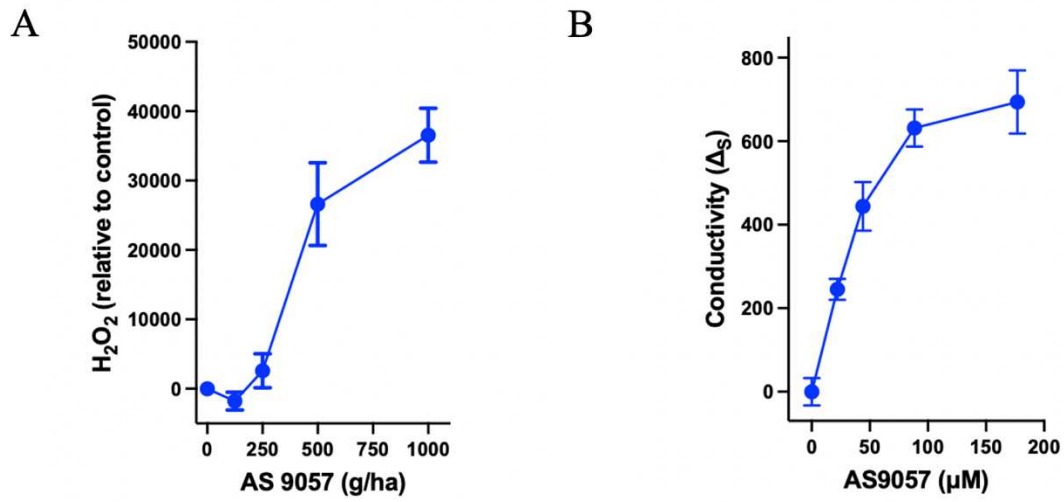 A
H₂O₂ (relative to control)
50000
40000
30000
20000
10000
0
0 250 500 750 1000
AS 9057 (g/ha)
B
Conductivity (Δs)
800
600
400
200
0
0 50 100 150 200
AS9057 (µM)